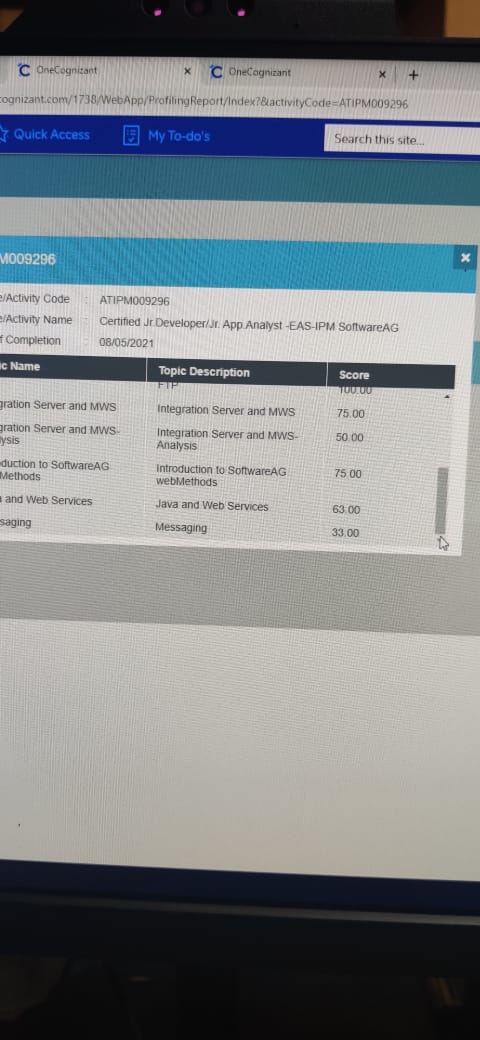 OneCognizant × OneCognizant × +
ognizant.com/1738/WebApp/ProfilingReport/Index?&activityCode=ATIPM009296
Quick Access My To-do's Search this site...
M009296 ×
e/Activity Code : ATIPM009296
e/Activity Name : Certified Jr.Developer/Jr. App.Analyst -EAS-IPM SoftwareAG
f Completion : 08/05/2021
ic Name Topic Description Score
FTP 100.00
gration Server and MWS Integration Server and MWS 75.00
gration Server and MWS- Integration Server and MWS- 50.00
lysis Analysis
duction to SoftwareAG Introduction to SoftwareAG 75.00
Methods webMethods
and Web Services Java and Web Services 63.00
saging Messaging 33.00